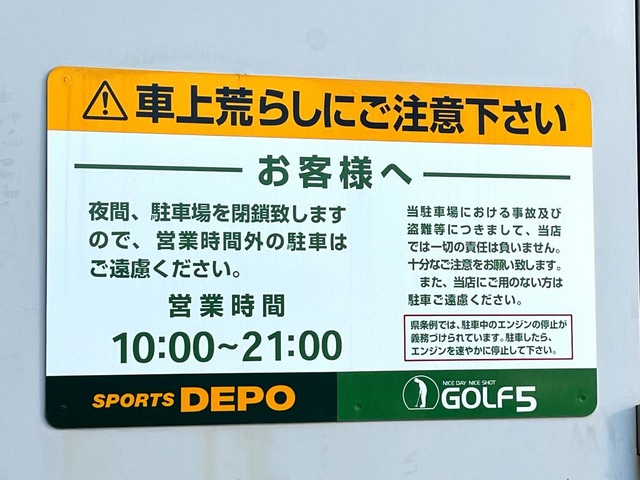 車上荒らしにご注意下さい
お客様へ
夜間、駐車場を閉鎖致します
ので、営業時間外の駐車は
ご遠慮ください。
営業時間
10:00~21:00
当駐車場における事故及び
盗難等につきまして、当店
では一切の責任は負いません。
十分なご注意をお願い致します。
また、当店にご用のない方は
駐車ご遠慮ください。
県条例では、駐車中のエンジンの停止が
義務づけられています。駐車したら、
エンジンを速やかに停止して下さい。
SPORTS DEPO
NICE DAY NICE SHOT
GOLF5